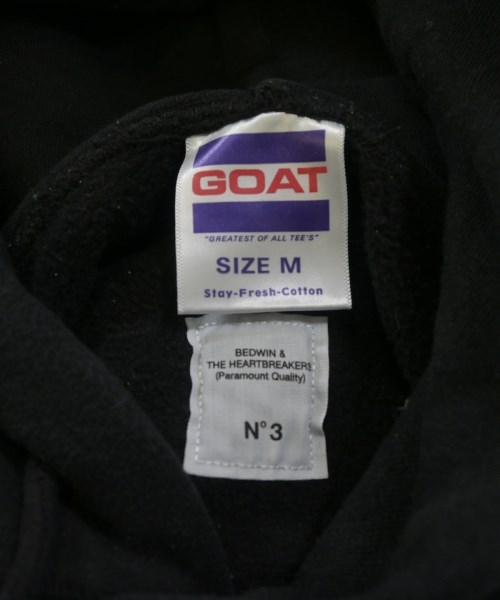 GOAT
"GREATEST OF ALL TEE'S"
SIZE M
Stay-Fresh-Cotton
BEDWIN &
THE HEARTBREAKERS
(Paramount Quality)
N° 3